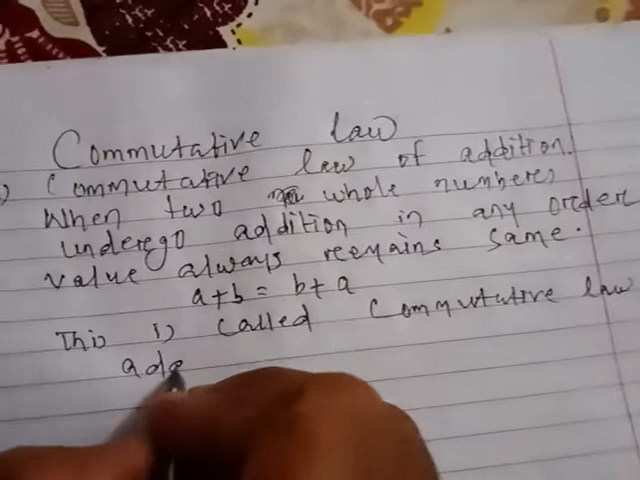 Commutative law
) Commutative law of addition.
When two whole numbers
undergo addition in any order
value always remains same.
a+b = b+a
This is called Commutative law
add